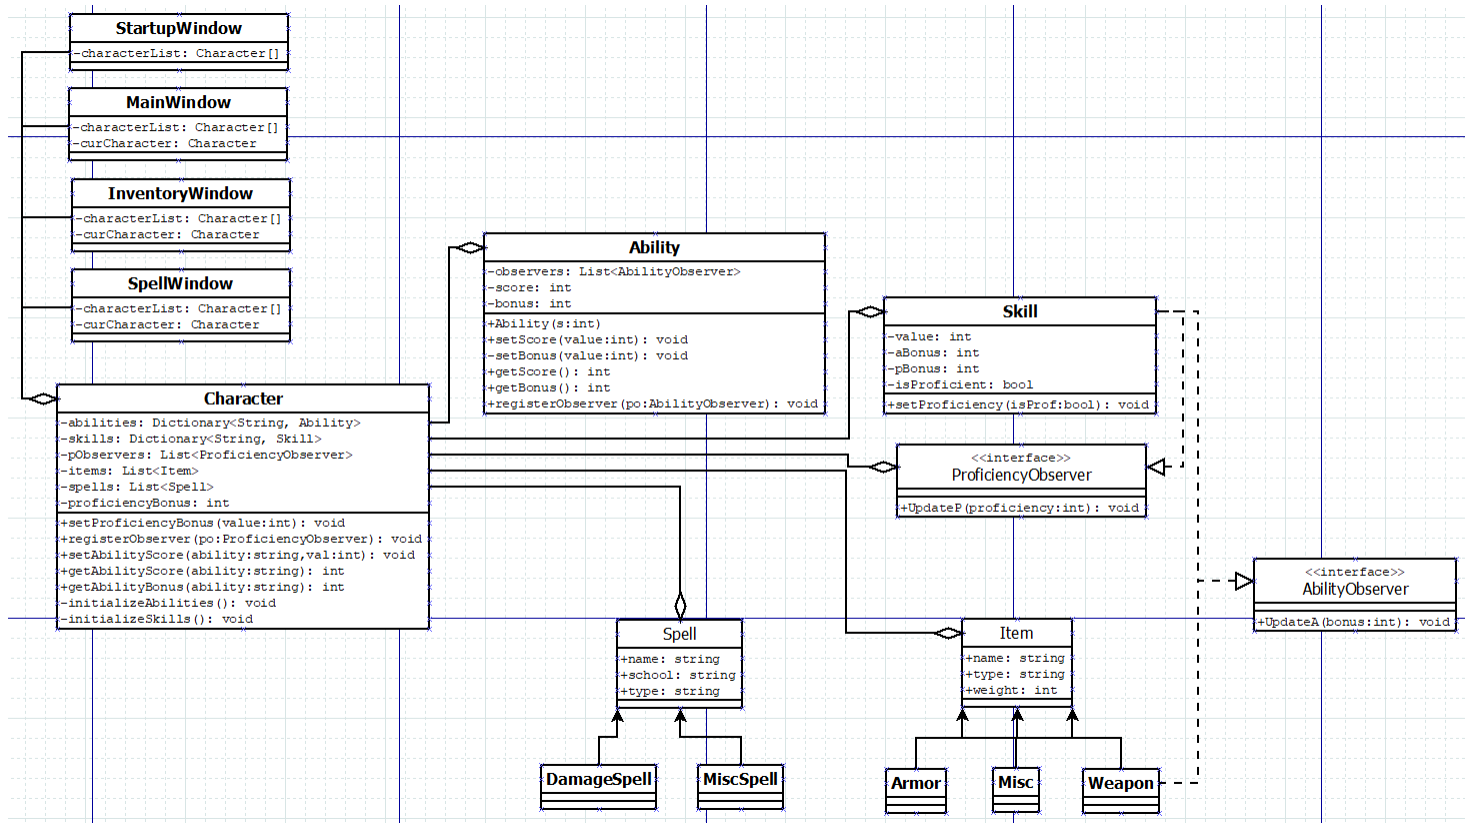 StartupWindow
-characterList: Character[]
MainWindow
-characterList: Character[]
-curCharacter: Character
InventoryWindow
-characterList: Character[]
-curCharacter: Character
SpellWindow
-characterList: Character[]
-curCharacter: Character
Character
-abilities: Dictionary<String, Ability>
-skills: Dictionary<String, Skill>
-pObservers: List<ProficiencyObserver>
-items: List<Item>
-spells: List<Spell>
-proficiencyBonus: int
+setProficiencyBonus(value:int): void
+registerObserver(po:ProficiencyObserver): void
+setAbilityScore(ability:string,val:int): void
+getAbilityScore(ability:string): int
+getAbilityBonus(ability:string): int
-initializeAbilities(): void
-initializeSkills(): void
Ability
-observers: List<AbilityObserver>
-score: int
-bonus: int
+Ability(s:int)
+setScore(value:int): void
-setBonus(value:int): void
+getScore(): int
+getBonus(): int
+registerObserver(po:AbilityObserver): void
Skill
-value: int
-aBonus: int
-pBonus: int
-isProficient: bool
+setProficiency(isProf:bool): void
<<interface>>
ProficiencyObserver
+UpdateP(proficiency:int): void
<<interface>>
AbilityObserver
+UpdateA(bonus:int): void
Spell
+name: string
+school: string
+type: string
Item
+name: string
+type: string
+weight: int
DamageSpell
MiscSpell
Armor
Misc
Weapon